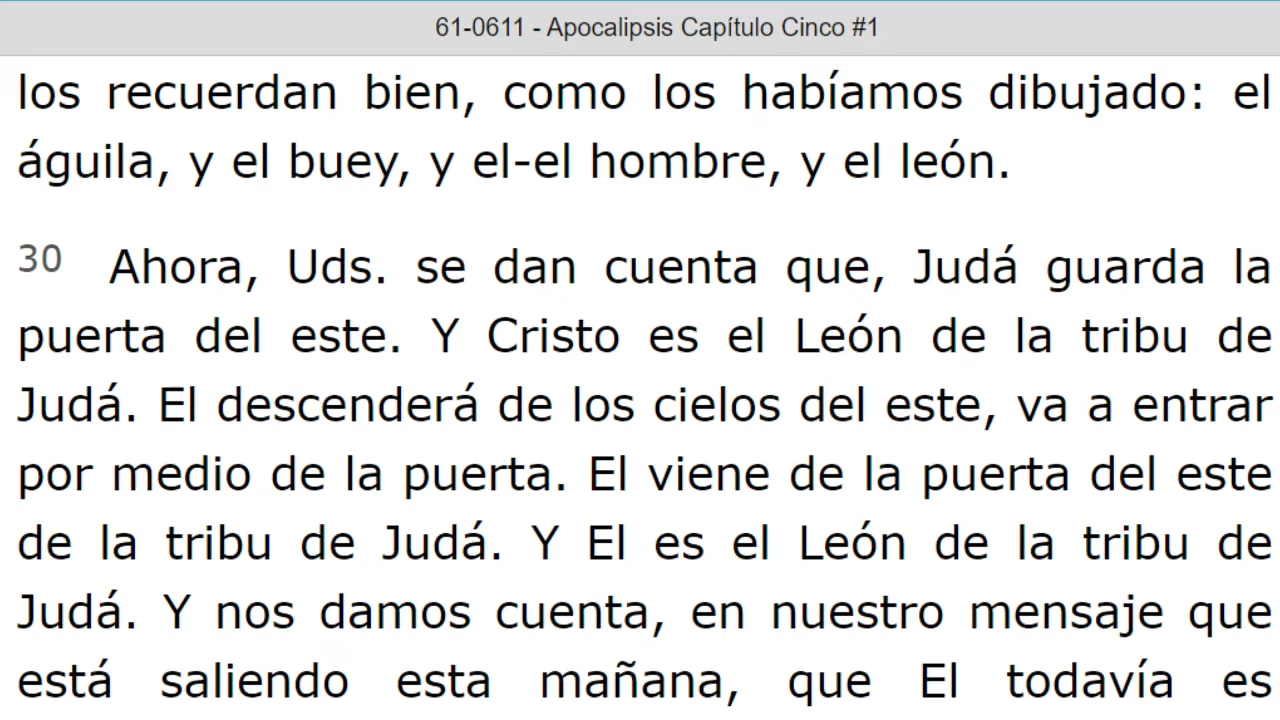 61-0611 - Apocalipsis Capítulo Cinco #1
los recuerdan bien, como los habíamos dibujado: el
águila, y el buey, y el-el hombre, y el león.
30 Ahora, Uds. se dan cuenta que, Judá guarda la
puerta del este. Y Cristo es el León de la tribu de
Judá. El descenderá de los cielos del este, va a entrar
por medio de la puerta. El viene de la puerta del este
de la tribu de Judá. Y El es el León de la tribu de
Judá. Y nos damos cuenta, en nuestro mensaje que
está saliendo esta mañana, que El todavía es